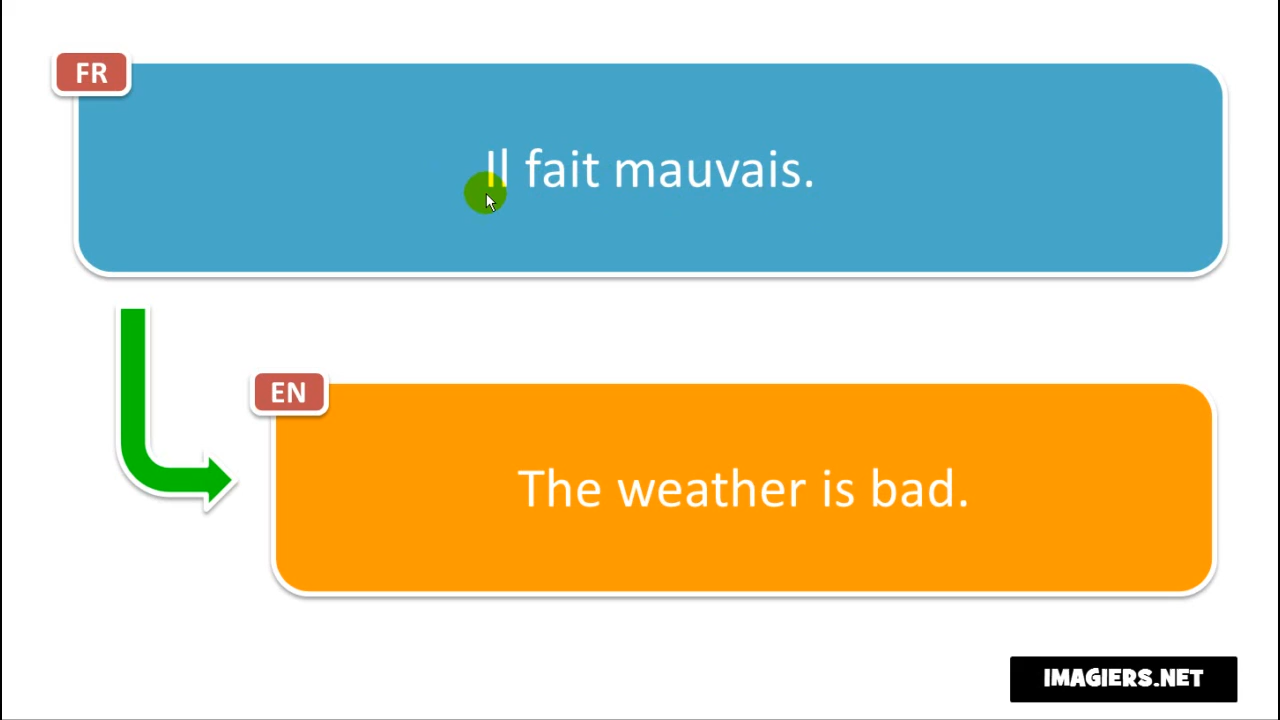 FR
Il fait mauvais.
EN
The weather is bad.
IMAGIERS.NET